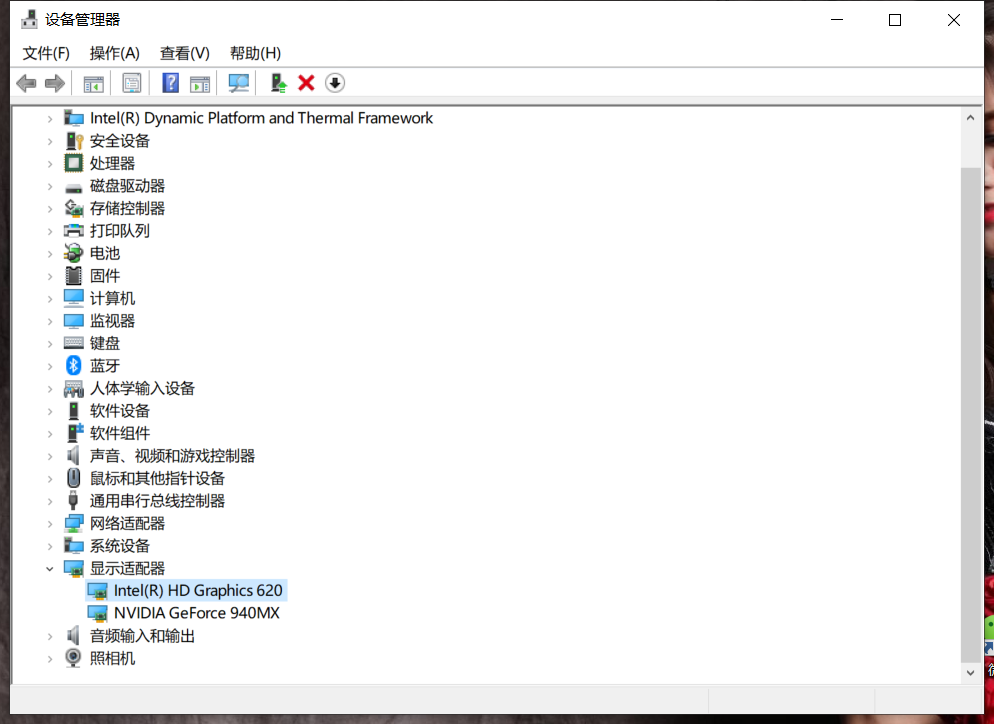 设备管理器
文件(F) 操作(A) 查看(V) 帮助(H)
Intel(R) Dynamic Platform and Thermal Framework
安全设备
处理器
磁盘驱动器
存储控制器
打印队列
电池
固件
计算机
监视器
键盘
蓝牙
人体学输入设备
软件设备
软件组件
声音、视频和游戏控制器
鼠标和其他指针设备
通用串行总线控制器
网络适配器
系统设备
显示适配器
Intel(R) HD Graphics 620
NVIDIA GeForce 940MX
音频输入和输出
照相机